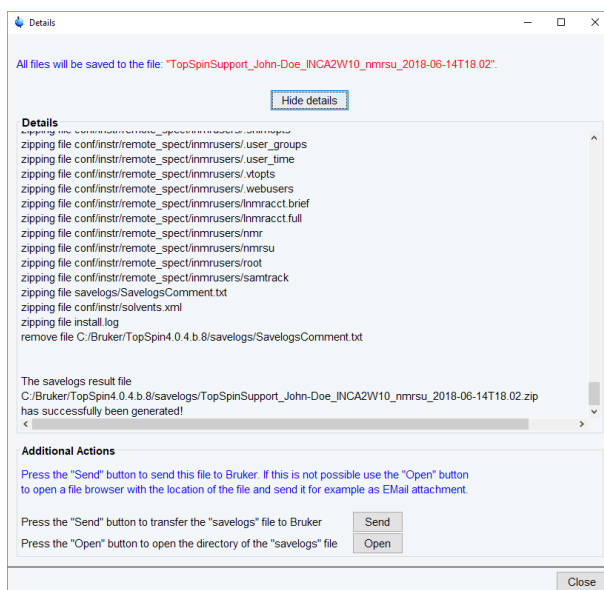 Details
All files will be saved to the file: "TopSpinSupport_John-Doe_INCA2W10_nmrsu_2018-06-14T18.02".
Hide details
Details
zipping file conf/instr/remote_spect/inmrusers/.shimopts
zipping file conf/instr/remote_spect/inmrusers/.user_groups
zipping file conf/instr/remote_spect/inmrusers/.user_time
zipping file conf/instr/remote_spect/inmrusers/.vtopts
zipping file conf/instr/remote_spect/inmrusers/.webusers
zipping file conf/instr/remote_spect/inmrusers/lnmracct.brief
zipping file conf/instr/remote_spect/inmrusers/lnmracct.full
zipping file conf/instr/remote_spect/inmrusers/nmr
zipping file conf/instr/remote_spect/inmrusers/nmrsu
zipping file conf/instr/remote_spect/inmrusers/root
zipping file conf/instr/remote_spect/inmrusers/samtrack
zipping file savelogs/SavelogsComment.txt
zipping file conf/instr/solvents.xml
zipping file install.log
remove file C:/Bruker/TopSpin4.0.4.b.8/savelogs/SavelogsComment.txt
The savelogs result file
C:/Bruker/TopSpin4.0.4.b.8/savelogs/TopSpinSupport_John-Doe_INCA2W10_nmrsu_2018-06-14T18.02.zip
has successfully been generated!
Additional Actions
Press the "Send" button to send this file to Bruker. If this is not possible use the "Open" button
to open a file browser with the location of the file and send it for example as EMail attachment.
Press the "Send" button to transfer the "savelogs" file to Bruker Send
Press the "Open" button to open the directory of the "savelogs" file Open
Close